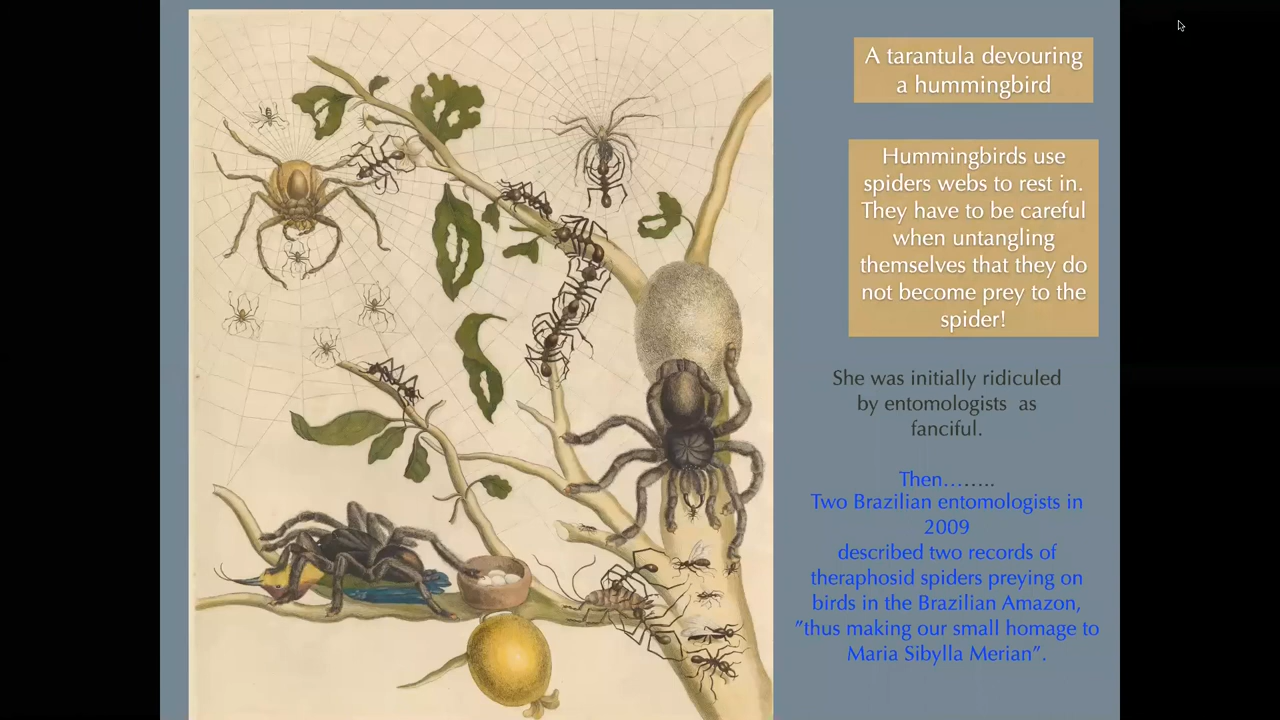 A tarantula devouring
a hummingbird
Hummingbirds use
spiders webs to rest in.
They have to be careful
when untangling
themselves that they do
not become prey to the
spider!
She was initially ridiculed
by entomologists as
fanciful.
Then……..
Two Brazilian entomologists in
2009
described two records of
theraphosid spiders preying on
birds in the Brazilian Amazon,
”thus making our small homage to
Maria Sibylla Merian”.